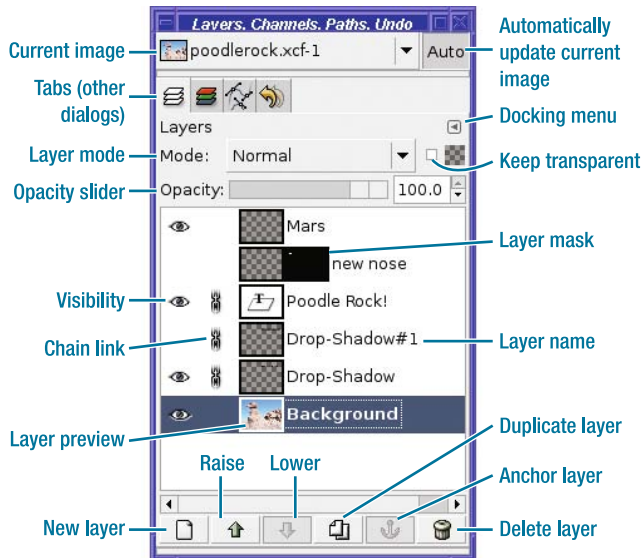 Layers. Channels. Paths. Undo
Current image
poodlerock.xcf-1
Auto
Automatically
update current
image
Tabs (other
dialogs)
Layers
Docking menu
Layer mode
Mode:
Normal
Keep transparent
Opacity slider
Opacity:
100.0
Mars
Layer mask
new nose
Visibility
T
Poodle Rock!
Chain link
Drop-Shadow#1
Layer name
Drop-Shadow
Background
Layer preview
Duplicate layer
Raise
Lower
Anchor layer
New layer
Delete layer